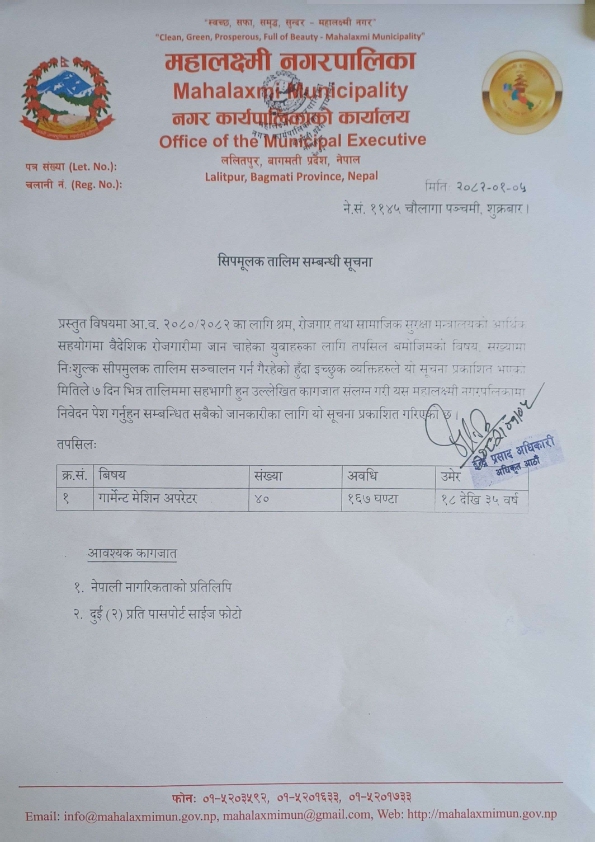 "स्वच्छ, सफा, समृद्ध, सुन्दर - महालक्ष्मी नगर"
"Clean, Green, Prosperous, Full of Beauty - Mahalaxmi Municipality"
महालक्ष्मी नगरपालिका
Mahalaxmi Municipality
नगर कार्यपालिकाको कार्यालय
Office of the Municipal Executive
ललितपुर, बागमती प्रदेश, नेपाल
Lalitpur, Bagmati Province, Nepal
पत्र संख्या (Let. No.):
चलानी नं. (Reg. No.):
मिति: २०८२-०१-०५
ने.सं. ११४५ चौलागा पञ्चमी, शुक्रबार ।
सिपमूलक तालिम सम्बन्धी सूचना
प्रस्तुत विषयमा आ.व. २०८०/२०८२ का लागि श्रम, रोजगार तथा सामाजिक सुरक्षा मन्त्रालयको आर्थिक
सहयोगमा वैदेशिक रोजगारीमा जान चाहेका युवाहरुका लागि तपसिल बमोजिमको विषय, सख्यामा
निःशुल्क सीपमुलक तालिम सञ्चालन गर्न गैरहेको हुँदा इच्छुक व्यक्तिहरुले यो सूचना प्रकाशित भएका
मितिले ७ दिन भित्र तालिममा सहभागी हुन उल्लेखित कागजात संलग्न गरी यस महालक्ष्मी नगरपालिकामा
निवेदन पेश गर्नुहुन सम्बन्धित सबैको जानकारीका लागि यो सूचना प्रकाशित गरिएको छ ।
तपसिलः
प्रसाद अधिकारी
अधिकृत आठौं
क्र.सं. बिषय संख्या अवधि उमेर
१ गार्मेन्ट मेशिन अपरेटर ४० १६७ घण्टा १८ देखि ३५ वर्ष
आवश्यक कागजात
१. नेपाली नागरिकताको प्रतिलिपि
२. दुई (२) प्रति पासपोर्ट साईज फोटो
फोनः ०१-५२०३५९२, ०१-५२०१६३३, ०१-५२०१७३३
Email: info@mahalaxmimun.gov.np, mahalaxmimun@gmail.com, Web: http://mahalaxmimun.gov.np